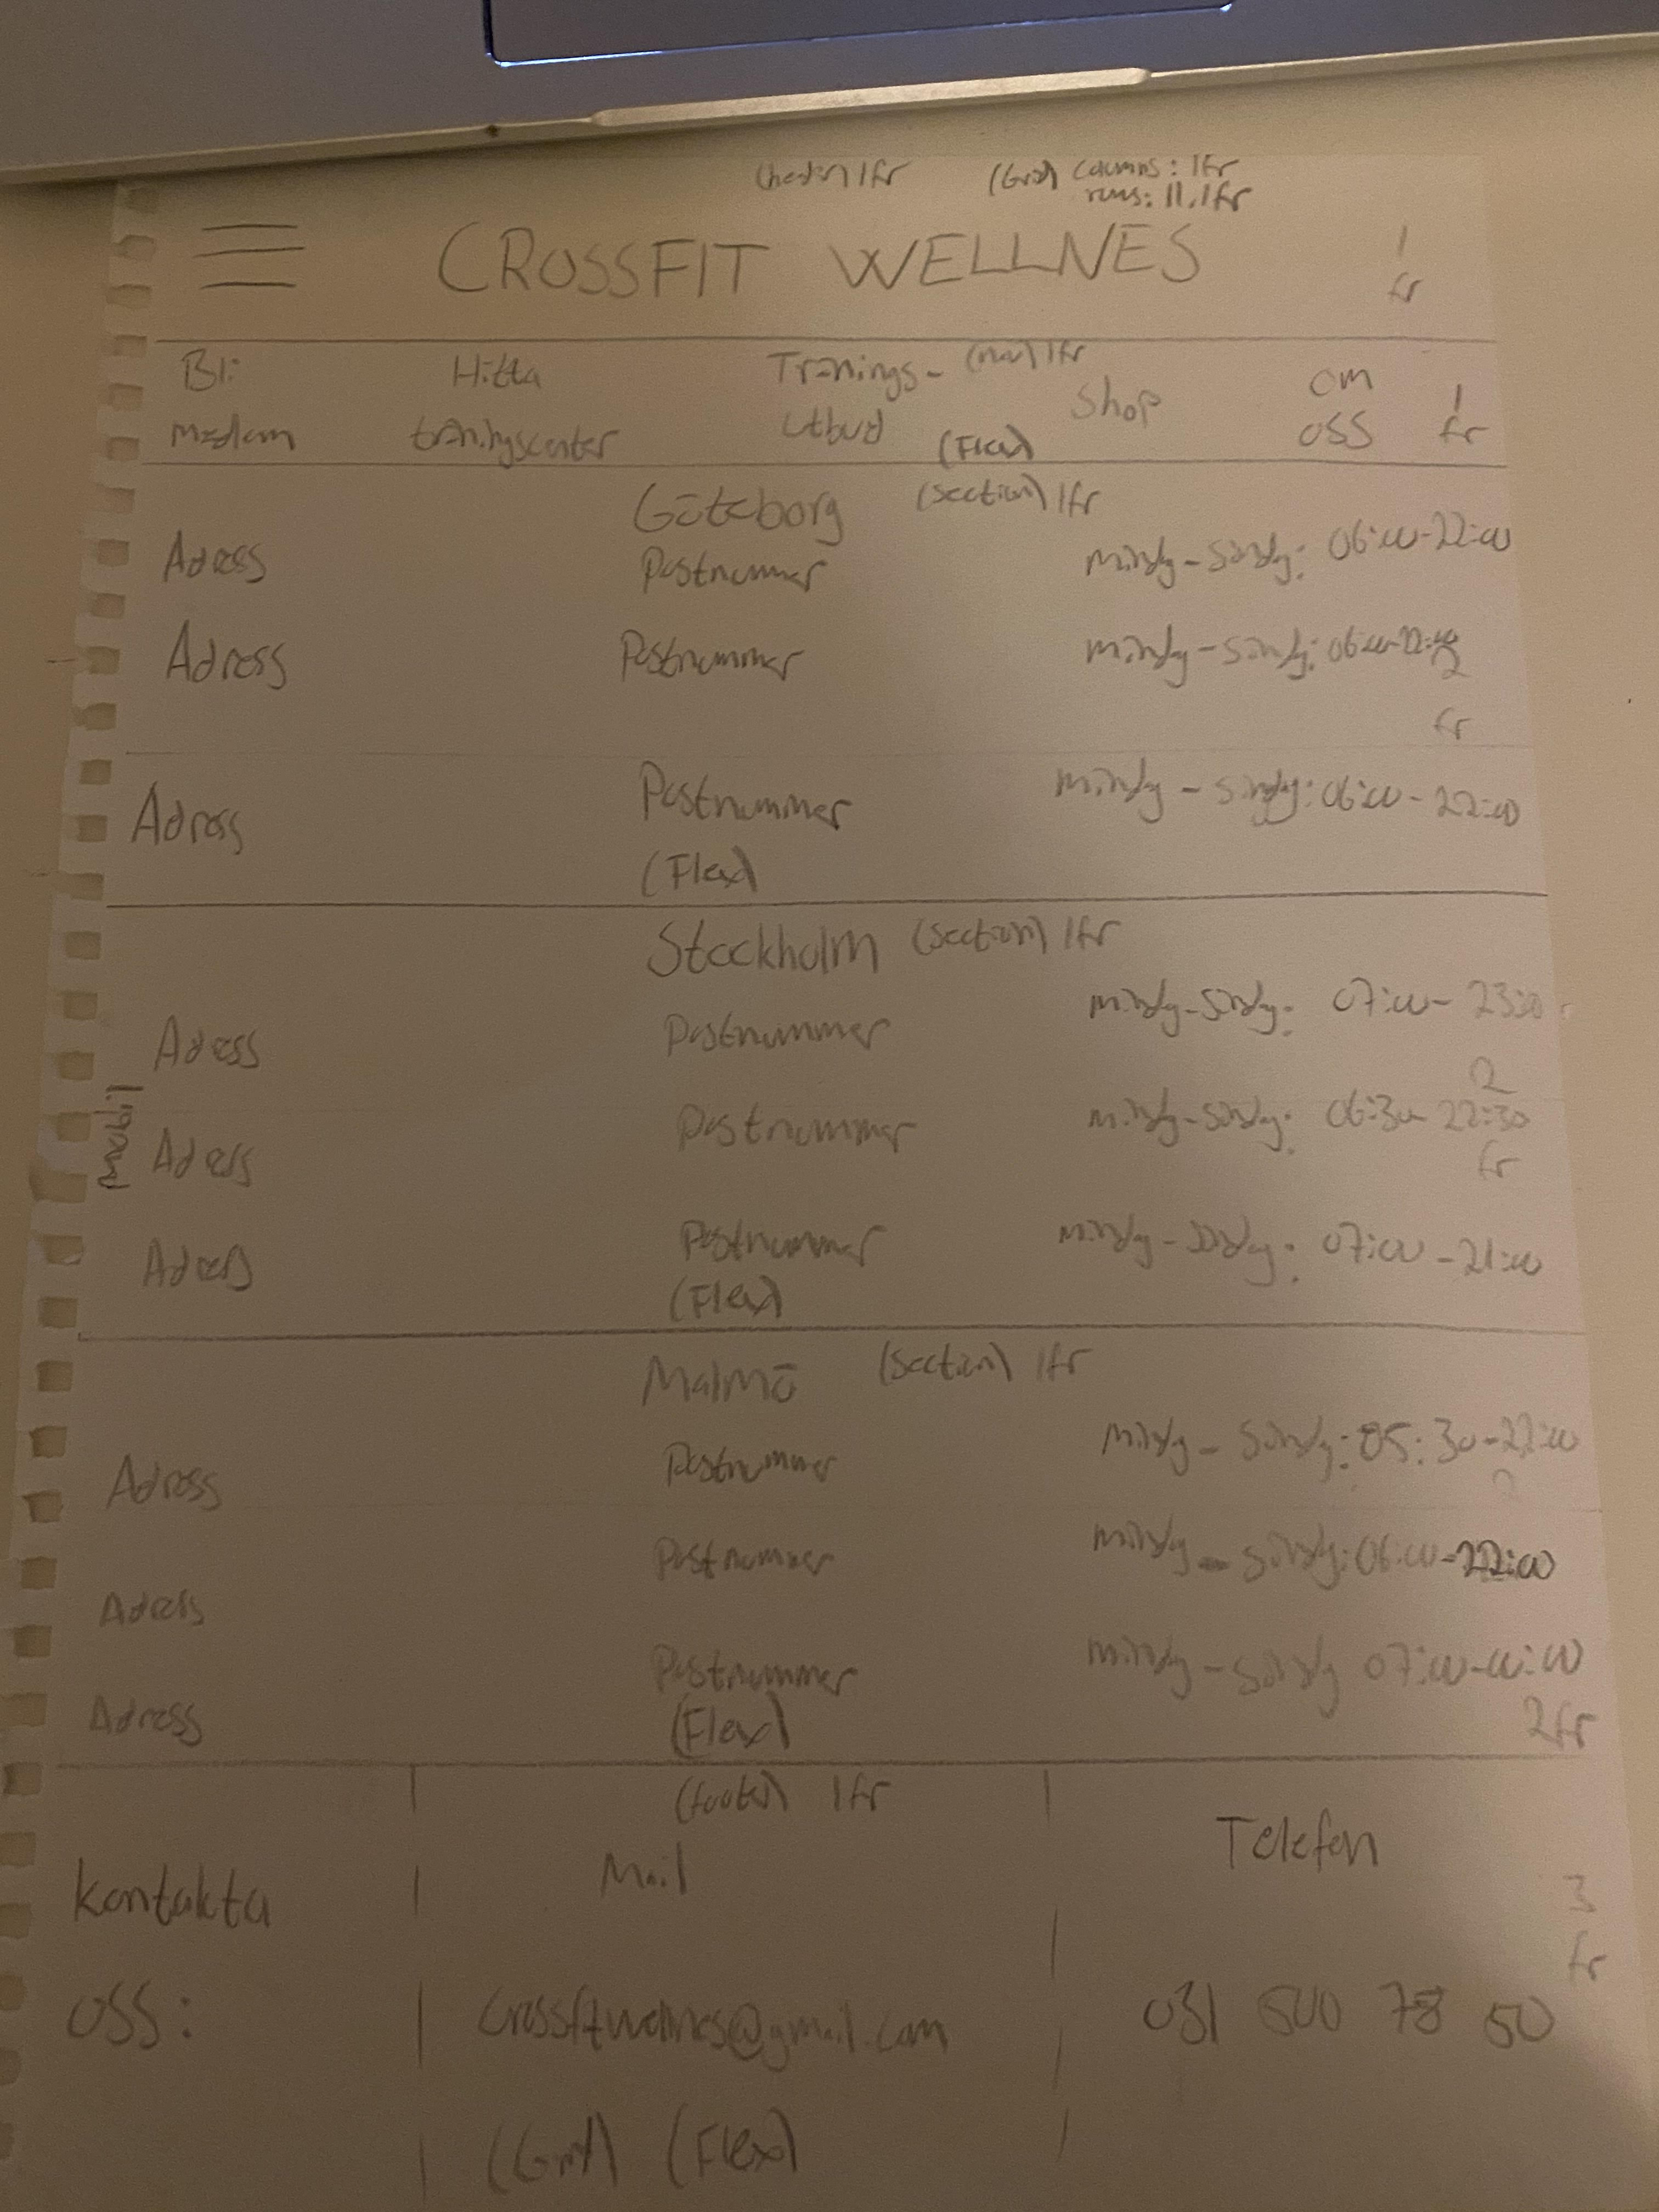 (header) 1fr (Grid) Columns: 1fr
rows: 11, 1fr
CROSSFIT WELLNES 1
fr
Bli Hitta Tränings- (nav) 1fr
Shop om
medlem träningscenter utbud 1
(Flex) oss fr
Göteborg (section) 1fr
Adress Postnummer måndag - söndag: 06:00-22:00
Adress Postnummer måndag - söndag: 06:00-22:00
2
fr
Adress Postnummer måndag - söndag: 06:00 - 22:00
(Flex)
Stockholm (section) 1fr
Adress Postnummer måndag-söndag: 07:00- 23:00
2
mobil
Adress Postnummer måndag-söndag: 06:30- 22:30
fr
Adress Postnummer måndag - söndag: 07:00 - 21:00
(Flex)
Malmö (section) 1fr
Adress Postnummer måndag - söndag: 05:30-22:00
2
Adress Postnummer måndag - söndag: 06:00-22:00
Adress Postnummer måndag - söndag 07:00-
(Flex) 2fr
(footer) 1fr
Kontakta Mail Telefon
3
fr
oss: @gmail.com 031 500 78 50
(Grid) (Flex)